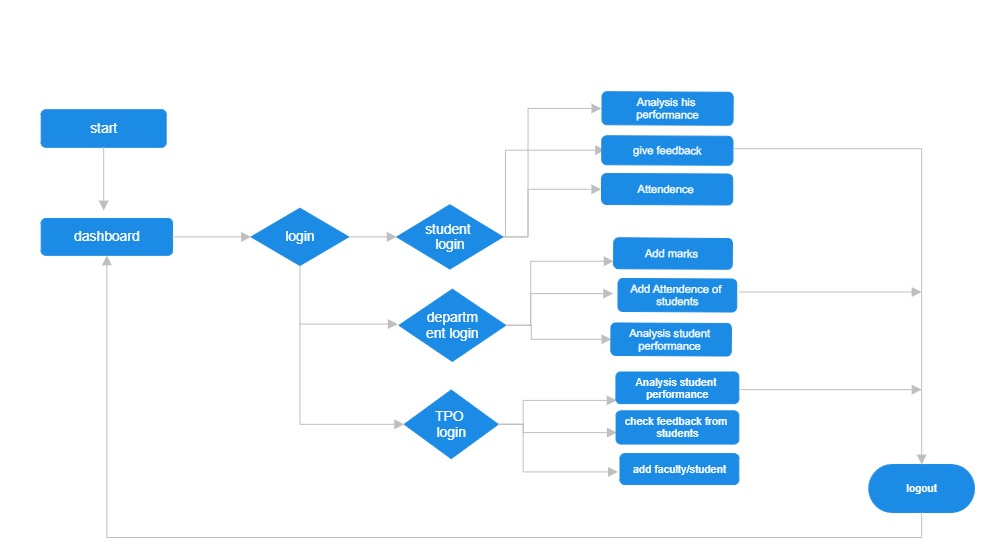 start
dashboard
login
student
login
departm
ent login
TPO
login
Analysis his
performance
give feedback
Attendence
Add marks
Add Attendence of
students
Analysis student
performance
Analysis student
performance
check feedback from
students
add faculty/student
logout